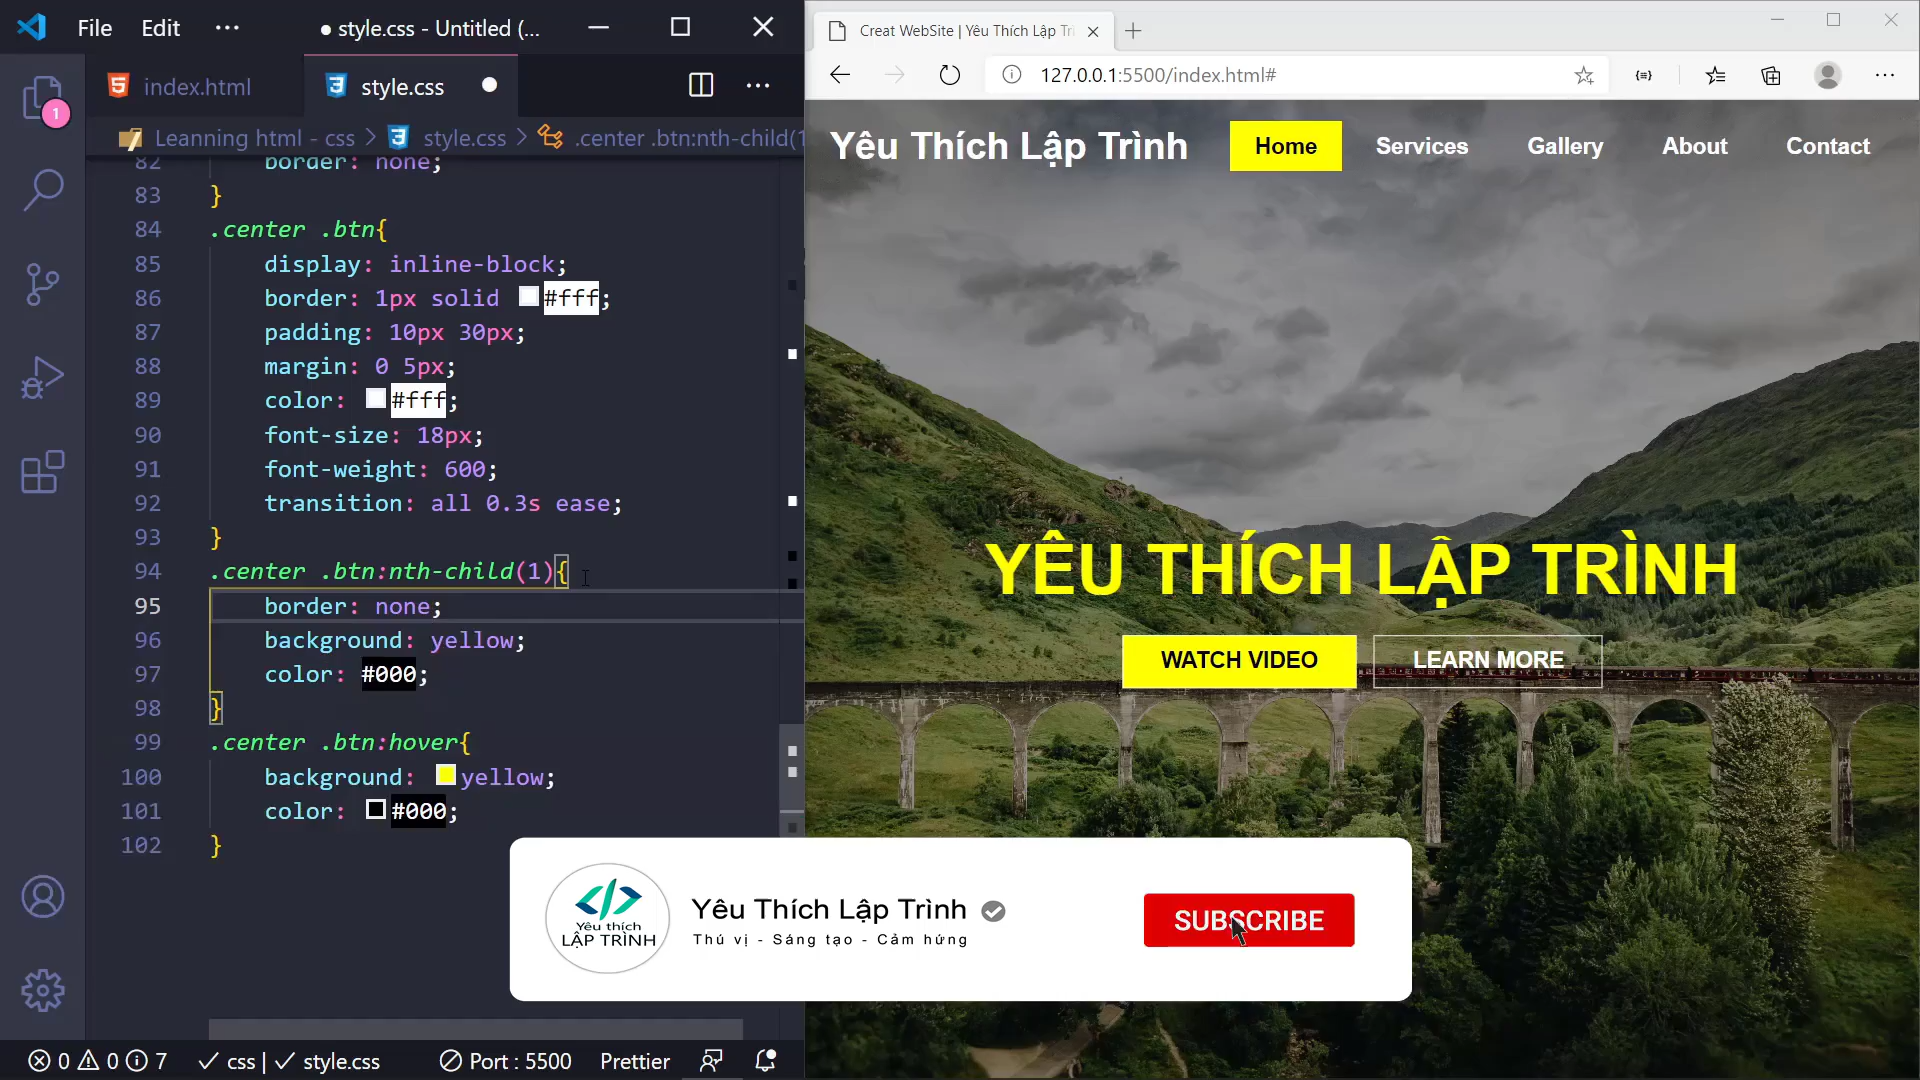 File Edit ···
● style.css - Untitled (...
index.html
style.css ●
Leanning html - css > style.css > .center .btn:nth-child(1
82 border: none;
83 }
84 .center .btn{
85 display: inline-block;
86 border: 1px solid #fff;
87 padding: 10px 30px;
88 margin: 0 5px;
89 color: #fff;
90 font-size: 18px;
91 font-weight: 600;
92 transition: all 0.3s ease;
93 }
94 .center .btn:nth-child(1){
95 border: none;
96 background: yellow;
97 color: #000;
98 }
99 .center .btn:hover{
100 background: yellow;
101 color: #000;
102 }
1
0 0 7 css | style.css Port : 5500 Prettier
Creat WebSite | Yêu Thích Lập Trì
127.0.0.1:5500/index.html#
Yêu Thích Lập Trình
Home Services Gallery About Contact
YÊU THÍCH LẬP TRÌNH
WATCH VIDEO
LEARN MORE
Yêu thích
LẬP TRÌNH
Yêu Thích Lập Trình
Thú vị - Sáng tạo - Cảm hứng
SUBSCRIBE